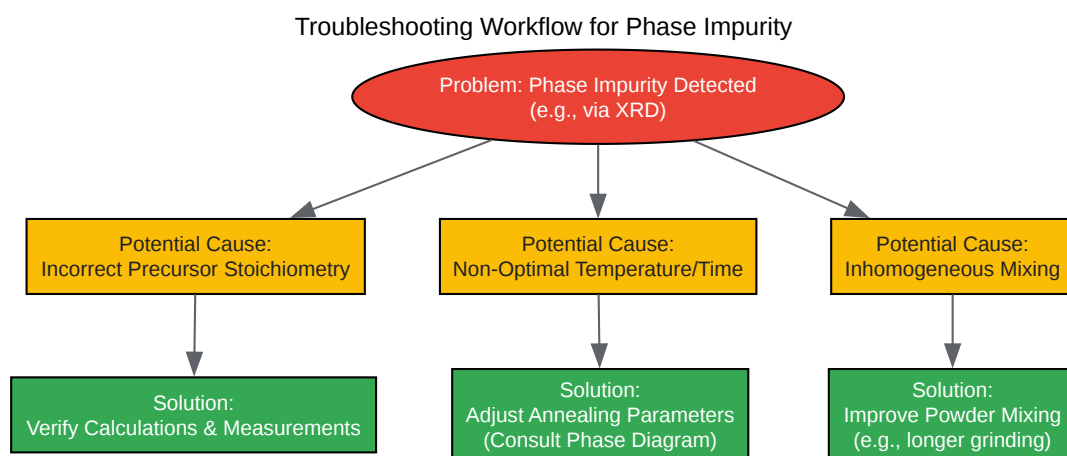 Troubleshooting Workflow for Phase Impurity
Problem: Phase Impurity Detected
(e.g., via XRD)
Potential Cause:
Incorrect Precursor Stoichiometry
Potential Cause:
Non-Optimal Temperature/Time
Potential Cause:
Inhomogeneous Mixing
Solution:
Verify Calculations & Measurements
Solution:
Adjust Annealing Parameters
(Consult Phase Diagram)
Solution:
Improve Powder Mixing
(e.g., longer grinding)